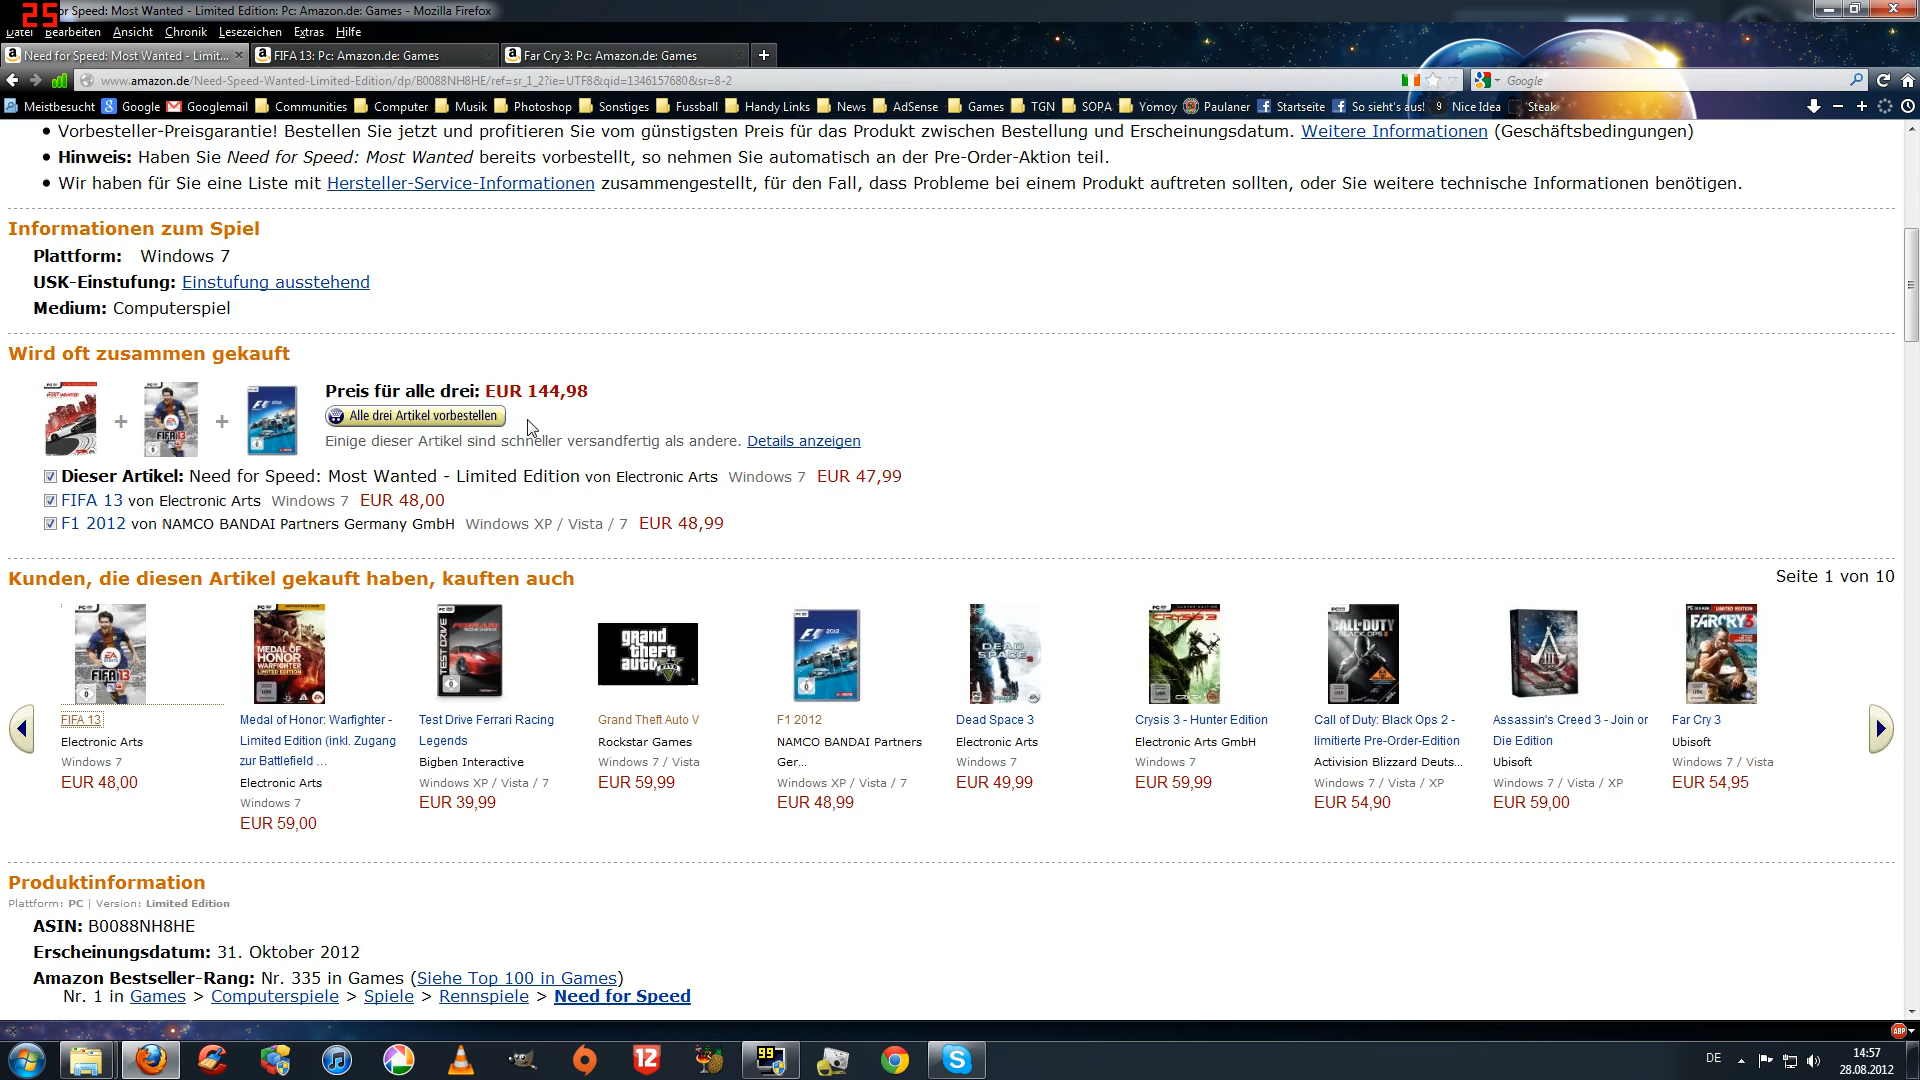 25
or Speed: Most Wanted - Limited Edition: Pc: Amazon.de: Games - Mozilla Firefox
Datei Bearbeiten Ansicht Chronik Lesezeichen Extras Hilfe
Need for Speed: Most Wanted - Limit... FIFA 13: Pc: Amazon.de: Games Far Cry 3: Pc: Amazon.de: Games
www.amazon.de/Need-Speed-Wanted-Limited-Edition/dp/B0088NH8HE/ref=sr_1_2?ie=UTF8&qid=1346157680&sr=8-2 Google
Meistbesucht Google Googlemail Communities Computer Musik Photoshop Sonstiges Fussball Handy Links News AdSense Games TGN SOPA Yomoy Paulaner Startseite So sieht's aus! Nice Idea Steak
• Vorbesteller-Preisgarantie! Bestellen Sie jetzt und profitieren Sie vom günstigsten Preis für das Produkt zwischen Bestellung und Erscheinungsdatum. Weitere Informationen (Geschäftsbedingungen)
• Hinweis: Haben Sie Need for Speed: Most Wanted bereits vorbestellt, so nehmen Sie automatisch an der Pre-Order-Aktion teil.
• Wir haben für Sie eine Liste mit Hersteller-Service-Informationen zusammengestellt, für den Fall, dass Probleme bei einem Produkt auftreten sollten, oder Sie weitere technische Informationen benötigen.
Informationen zum Spiel
Plattform: Windows 7
USK-Einstufung: Einstufung ausstehend
Medium: Computerspiel
Wird oft zusammen gekauft
Preis für alle drei: EUR 144,98
Alle drei Artikel vorbestellen
Einige dieser Artikel sind schneller versandfertig als andere. Details anzeigen
Dieser Artikel: Need for Speed: Most Wanted - Limited Edition von Electronic Arts Windows 7 EUR 47,99
FIFA 13 von Electronic Arts Windows 7 EUR 48,00
F1 2012 von NAMCO BANDAI Partners Germany GmbH Windows XP / Vista / 7 EUR 48,99
Kunden, die diesen Artikel gekauft haben, kauften auch
Seite 1 von 10
FIFA 13
Electronic Arts
Windows 7
EUR 48,00
Medal of Honor: Warfighter -
Limited Edition (inkl. Zugang
zur Battlefield ...
Electronic Arts
Windows 7
EUR 59,00
Test Drive Ferrari Racing
Legends
Bigben Interactive
Windows XP / Vista / 7
EUR 39,99
Grand Theft Auto V
Rockstar Games
Windows 7 / Vista
EUR 59,99
F1 2012
NAMCO BANDAI Partners
Ger...
Windows XP / Vista / 7
EUR 48,99
Dead Space 3
Electronic Arts
Windows 7
EUR 49,99
Crysis 3 - Hunter Edition
Electronic Arts GmbH
Windows 7
EUR 59,99
Call of Duty: Black Ops 2 -
limitierte Pre-Order-Edition
Activision Blizzard Deuts...
Windows 7 / Vista / XP
EUR 54,90
Assassin's Creed 3 - Join or
Die Edition
Ubisoft
Windows 7 / Vista / XP
EUR 59,00
Far Cry 3
Ubisoft
Windows 7 / Vista
EUR 54,95
Produktinformation
Plattform: PC | Version: Limited Edition
ASIN: B0088NH8HE
Erscheinungsdatum: 31. Oktober 2012
Amazon Bestseller-Rang: Nr. 335 in Games (Siehe Top 100 in Games)
Nr. 1 in Games > Computerspiele > Spiele > Rennspiele > Need for Speed
ABP
12
99
DE
14:57
28.08.2012